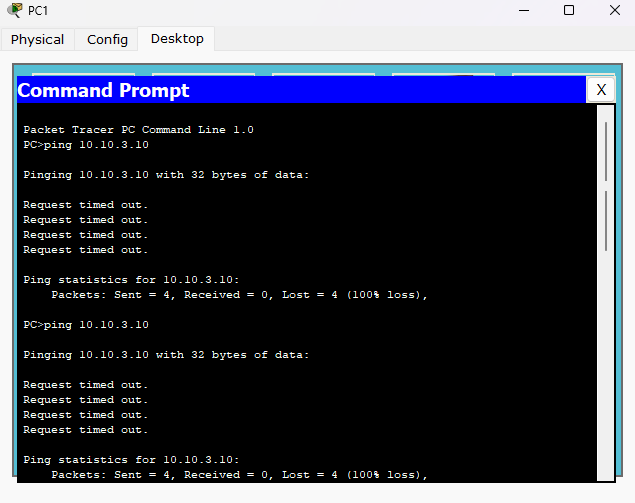 PC1
Physical Config Desktop
Command Prompt X
Packet Tracer PC Command Line 1.0
PC>ping 10.10.3.10
Pinging 10.10.3.10 with 32 bytes of data:
Request timed out.
Request timed out.
Request timed out.
Request timed out.
Ping statistics for 10.10.3.10:
Packets: Sent = 4, Received = 0, Lost = 4 (100% loss),
PC>ping 10.10.3.10
Pinging 10.10.3.10 with 32 bytes of data:
Request timed out.
Request timed out.
Request timed out.
Request timed out.
Ping statistics for 10.10.3.10:
Packets: Sent = 4, Received = 0, Lost = 4 (100% loss),